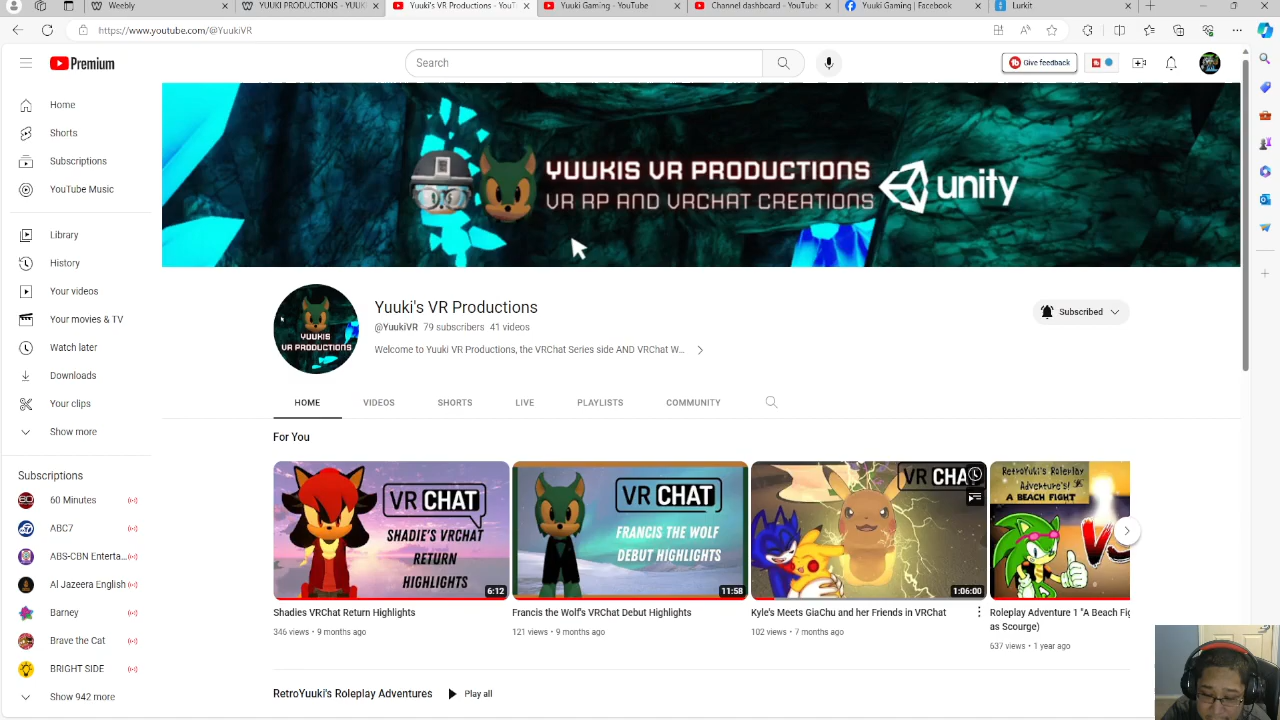 Weekly
YUUKI PRODUCTIONS
Yuuki's VR Productions - YouTu
Yuuki Gaming - YouTube
Channel dashboard - YouTube
Yuuki Gaming | Facebook
Lurkit
https://www.youtube.com/@YuukiVR
Premium
Search
Give feedback
Home
Shorts
Subscriptions
YouTube Music
Library
History
Your videos
Your movies & TV
Watch later
Downloads
Your clips
Show more
Subscriptions
60 Minutes
ABC7
ABS-CBN Enterta...
Al Jazeera English
Barney
Brave the Cat
BRIGHT SIDE
Show 942 more
YUUKIS VR PRODUCTIONS
VR RP AND VRCHAT CREATIONS
unity
YUUKIS
VR PRODUCTIONS
Yuuki's VR Productions
@YuukiVR 79 subscribers 41 videos
Welcome to Yuuki VR Productions, the VRChat Series side AND VRChat W...
Subscribed
HOME
VIDEOS
SHORTS
LIVE
PLAYLISTS
COMMUNITY
For You
VR CHAT
SHADIE'S VRCHAT
RETURN
HIGHLIGHTS
6:12
Shadies VRChat Return Highlights
346 views • 9 months ago
VR CHAT
FRANCIS THE WOLF
DEBUT HIGHLIGHTS
11:58
Francis the Wolf's VRChat Debut Highlights
121 views • 9 months ago
VR CHA
1:06:00
Kyle's Meets GiaChu and her Friends in VRChat
102 views • 7 months ago
RetroYuki's Roleplay
Adventure's!
A BEACH FIGHT
VS
Roleplay Adventure 1 "A Beach Fig
as Scourge)
637 views • 1 year ago
RetroYuuki's Roleplay Adventures
Play all